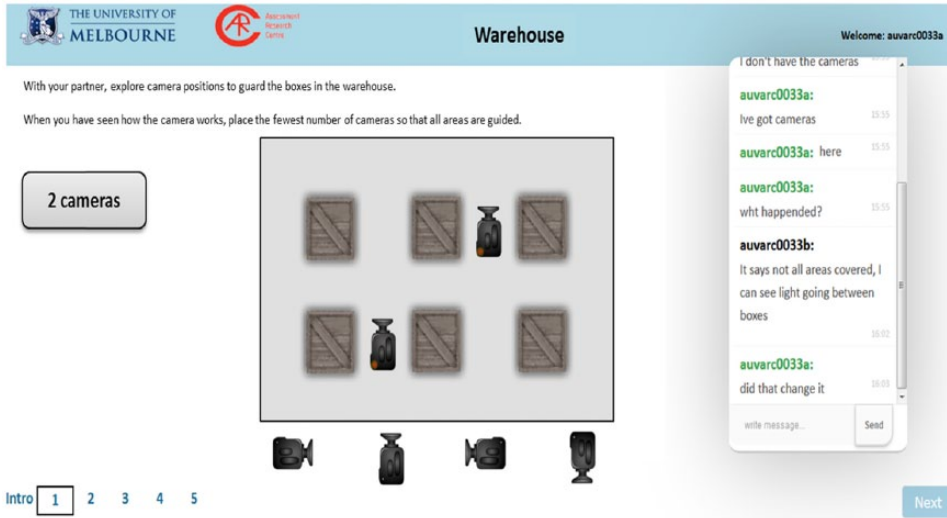 THE UNIVERSITY OF
MELBOURNE
Assessment
Research
Centre
Warehouse
Welcome: auvarc0033a
With your partner, explore camera positions to guard the boxes in the warehouse.
When you have seen how the camera works, place the fewest number of cameras so that all areas are guided.
2 cameras
I don't have the cameras
auvarc0033a:
Ive got cameras 15:55
auvarc0033a: here 15:55
auvarc0033a:
wht happended? 15:55
auvarc0033b:
It says not all areas covered, I
can see light going between
boxes
16:02
auvarc0033a:
did that change it 16:03
write message... Send
Intro 1 2 3 4 5
Next